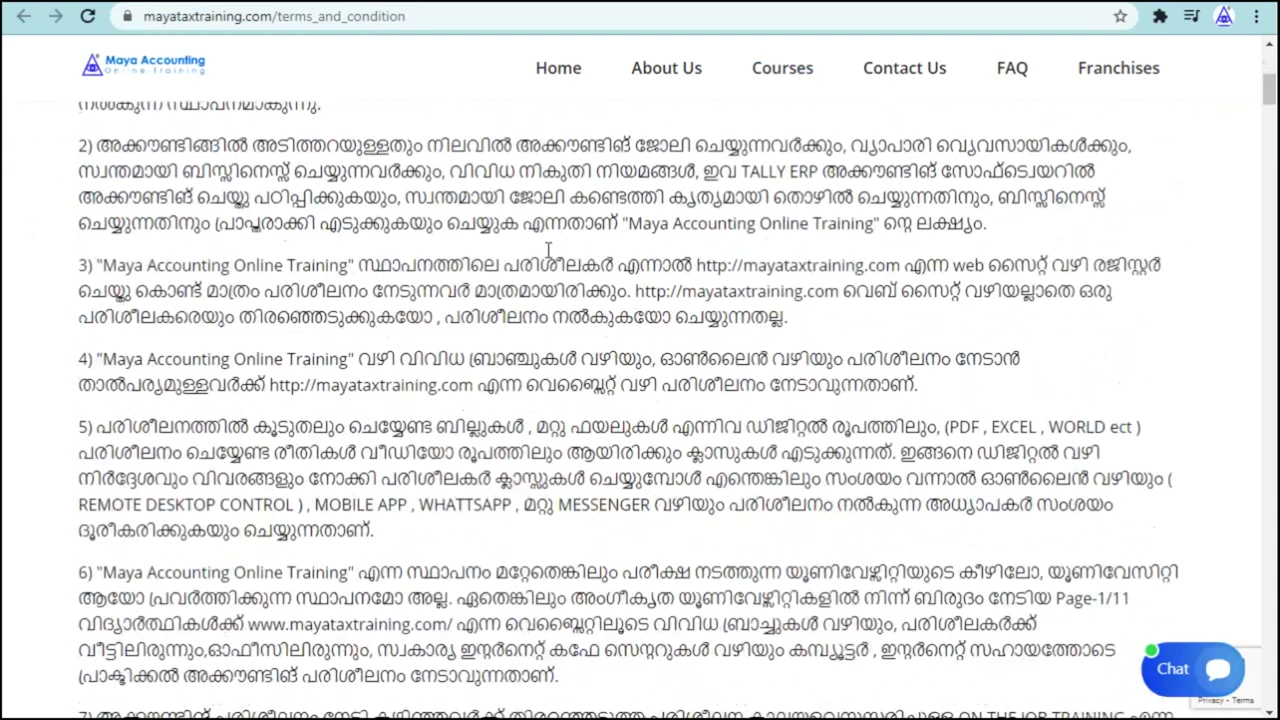 mayataxtraining.com/terms_and_condition
Maya Accounting
Online Training
Home About Us Courses Contact Us FAQ Franchises
നൽകുന്ന സ്ഥാപനമാകുന്നു.
2) അക്കൗണ്ടിങ്ങിൽ അടിത്തറയുള്ളതും നിലവിൽ അക്കൗണ്ടിങ് ജോലി ചെയ്യുന്നവർക്കും, വ്യാപാരി വ്യെവസായികൾക്കും,
സ്വന്തമായി ബിസ്സിനെസ്സ് ചെയ്യുന്നവർക്കും, വിവിധ നികുതി നിയമങ്ങൾ, ഇവ TALLY ERP അക്കൗണ്ടിങ് സോഫ്ട്വെയറിൽ
അക്കൗണ്ടിങ് ചെയ്തു പഠിപ്പിക്കുകയും, സ്വന്തമായി ജോലി കണ്ടെത്തി കൃത്യമായി തൊഴിൽ ചെയ്യുന്നതിനും, ബിസ്സിനെസ്സ്
ചെയ്യുന്നതിനും പ്രാപ്തരാക്കി എടുക്കുകയും ചെയ്യുക എന്നതാണ് "Maya Accounting Online Training" ന്റെ ലക്ഷ്യം.
3) "Maya Accounting Online Training" സ്ഥാപനത്തിലെ പരിശീലകർ എന്നാൽ http://mayataxtraining.com എന്ന web സൈറ്റ് വഴി രജിസ്റ്റർ
ചെയ്തു കൊണ്ട് മാത്രം പരിശീലനം നേടുന്നവർ മാത്രമായിരിക്കും. http://mayataxtraining.com വെബ് സൈറ്റ് വഴിയല്ലാതെ ഒരു
പരിശീലകരെയും തിരഞ്ഞെടുക്കുകയോ , പരിശീലനം നൽകുകയോ ചെയ്യുന്നതല്ല.
4) "Maya Accounting Online Training" വഴി വിവിധ ബ്രാഞ്ചുകൾ വഴിയും, ഓൺലൈൻ വഴിയും പരിശീലനം നേടാൻ
താൽപര്യമുള്ളവർക്ക് http://mayataxtraining.com എന്ന വെബ്സൈറ്റ് വഴി പരിശീലനം നേടാവുന്നതാണ്.
5) പരിശീലനത്തിൽ കൂടുതലും ചെയ്യേണ്ട ബില്ലുകൾ , മറ്റു ഫയലുകൾ എന്നിവ ഡിജിറ്റൽ രൂപത്തിലും, (PDF , EXCEL , WORLD ect )
പരിശീലനം ചെയ്യേണ്ട രീതികൾ വീഡിയോ രൂപത്തിലും ആയിരിക്കും ക്ലാസുകൾ എടുക്കുന്നത്. ഇങ്ങനെ ഡിജിറ്റൽ വഴി
നിർദ്ദേശവും വിവരങ്ങളും നോക്കി പരിശീലകർ ക്ലാസ്സുകൾ ചെയ്യുമ്പോൾ എന്തെങ്കിലും സംശയം വന്നാൽ ഓൺലൈൻ വഴിയും (
REMOTE DESKTOP CONTROL ) , MOBILE APP , WHATTSAPP , മറ്റു MESSENGER വഴിയും പരിശീലനം നൽകുന്ന അധ്യാപകർ സംശയം
ദൂരീകരിക്കുകയും ചെയ്യുന്നതാണ്.
6) "Maya Accounting Online Training" എന്ന സ്ഥാപനം മറ്റേതെങ്കിലും പരീക്ഷ നടത്തുന്ന യൂണിവേഴ്സിറ്റിയുടെ കീഴിലോ, യൂണിവേസിറ്റി
ആയോ പ്രവർത്തിക്കുന്ന സ്ഥാപനമോ അല്ല. ഏതെങ്കിലും അംഗീകൃത യൂണിവേഴ്സിറ്റികളിൽ നിന്ന് ബിരുദം നേടിയ Page-1/11
വിദ്യാർത്ഥികൾക്ക് www.mayataxtraining.com/ എന്ന വെബ്സൈറ്റിലൂടെ വിവിധ ബ്രാച്ചുകൾ വഴിയും, പരിശീലകർക്ക്
വീട്ടിലിരുന്നും,ഓഫീസിലിരുന്നും, സ്വകാര്യ ഇന്റർനെറ്റ് കഫേ സെന്ററുകൾ വഴിയും കമ്പ്യൂട്ടർ , ഇന്റർനെറ്റ് സഹായത്തോടെ
പ്രാക്ടിക്കൽ അക്കൗണ്ടിങ് പരിശീലനം നേടാവുന്നതാണ്.
Chat
Privacy - Terms